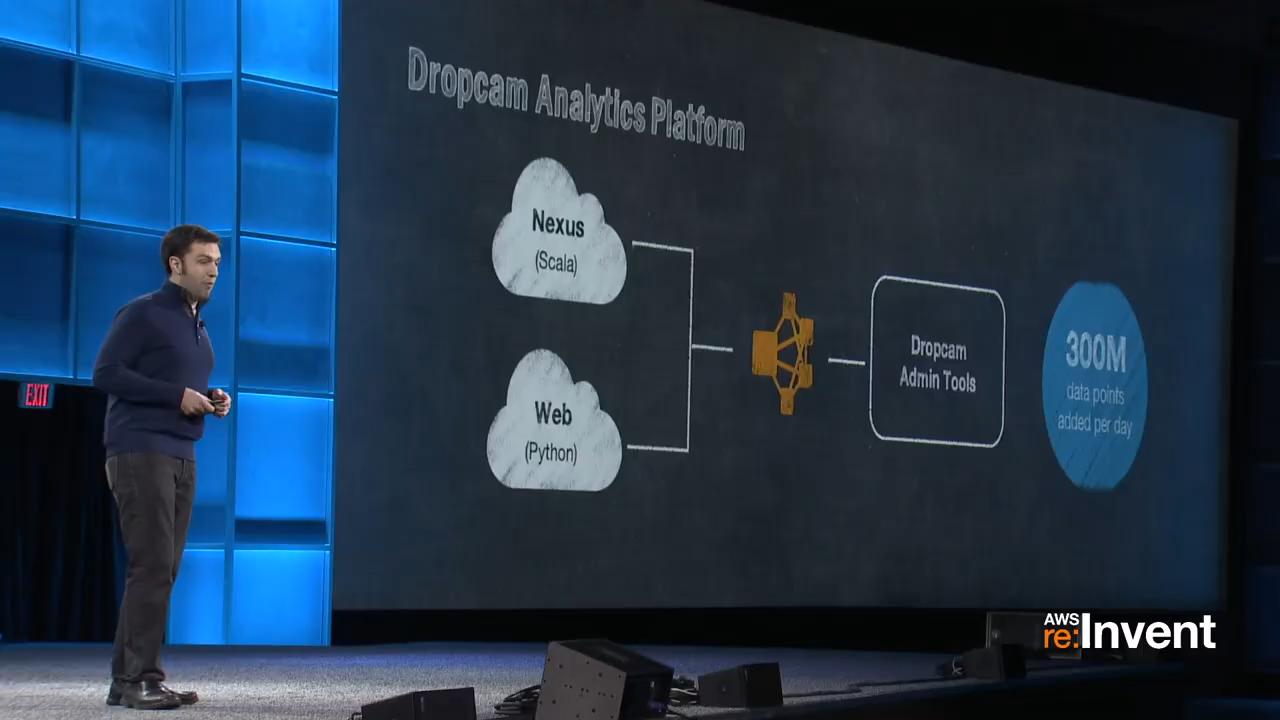 Dropcam Analytics Platform
Nexus
(Scala)
Web
(Python)
Dropcam
Admin Tools
300M
data points
added per day
EXIT
AWS
re:Invent